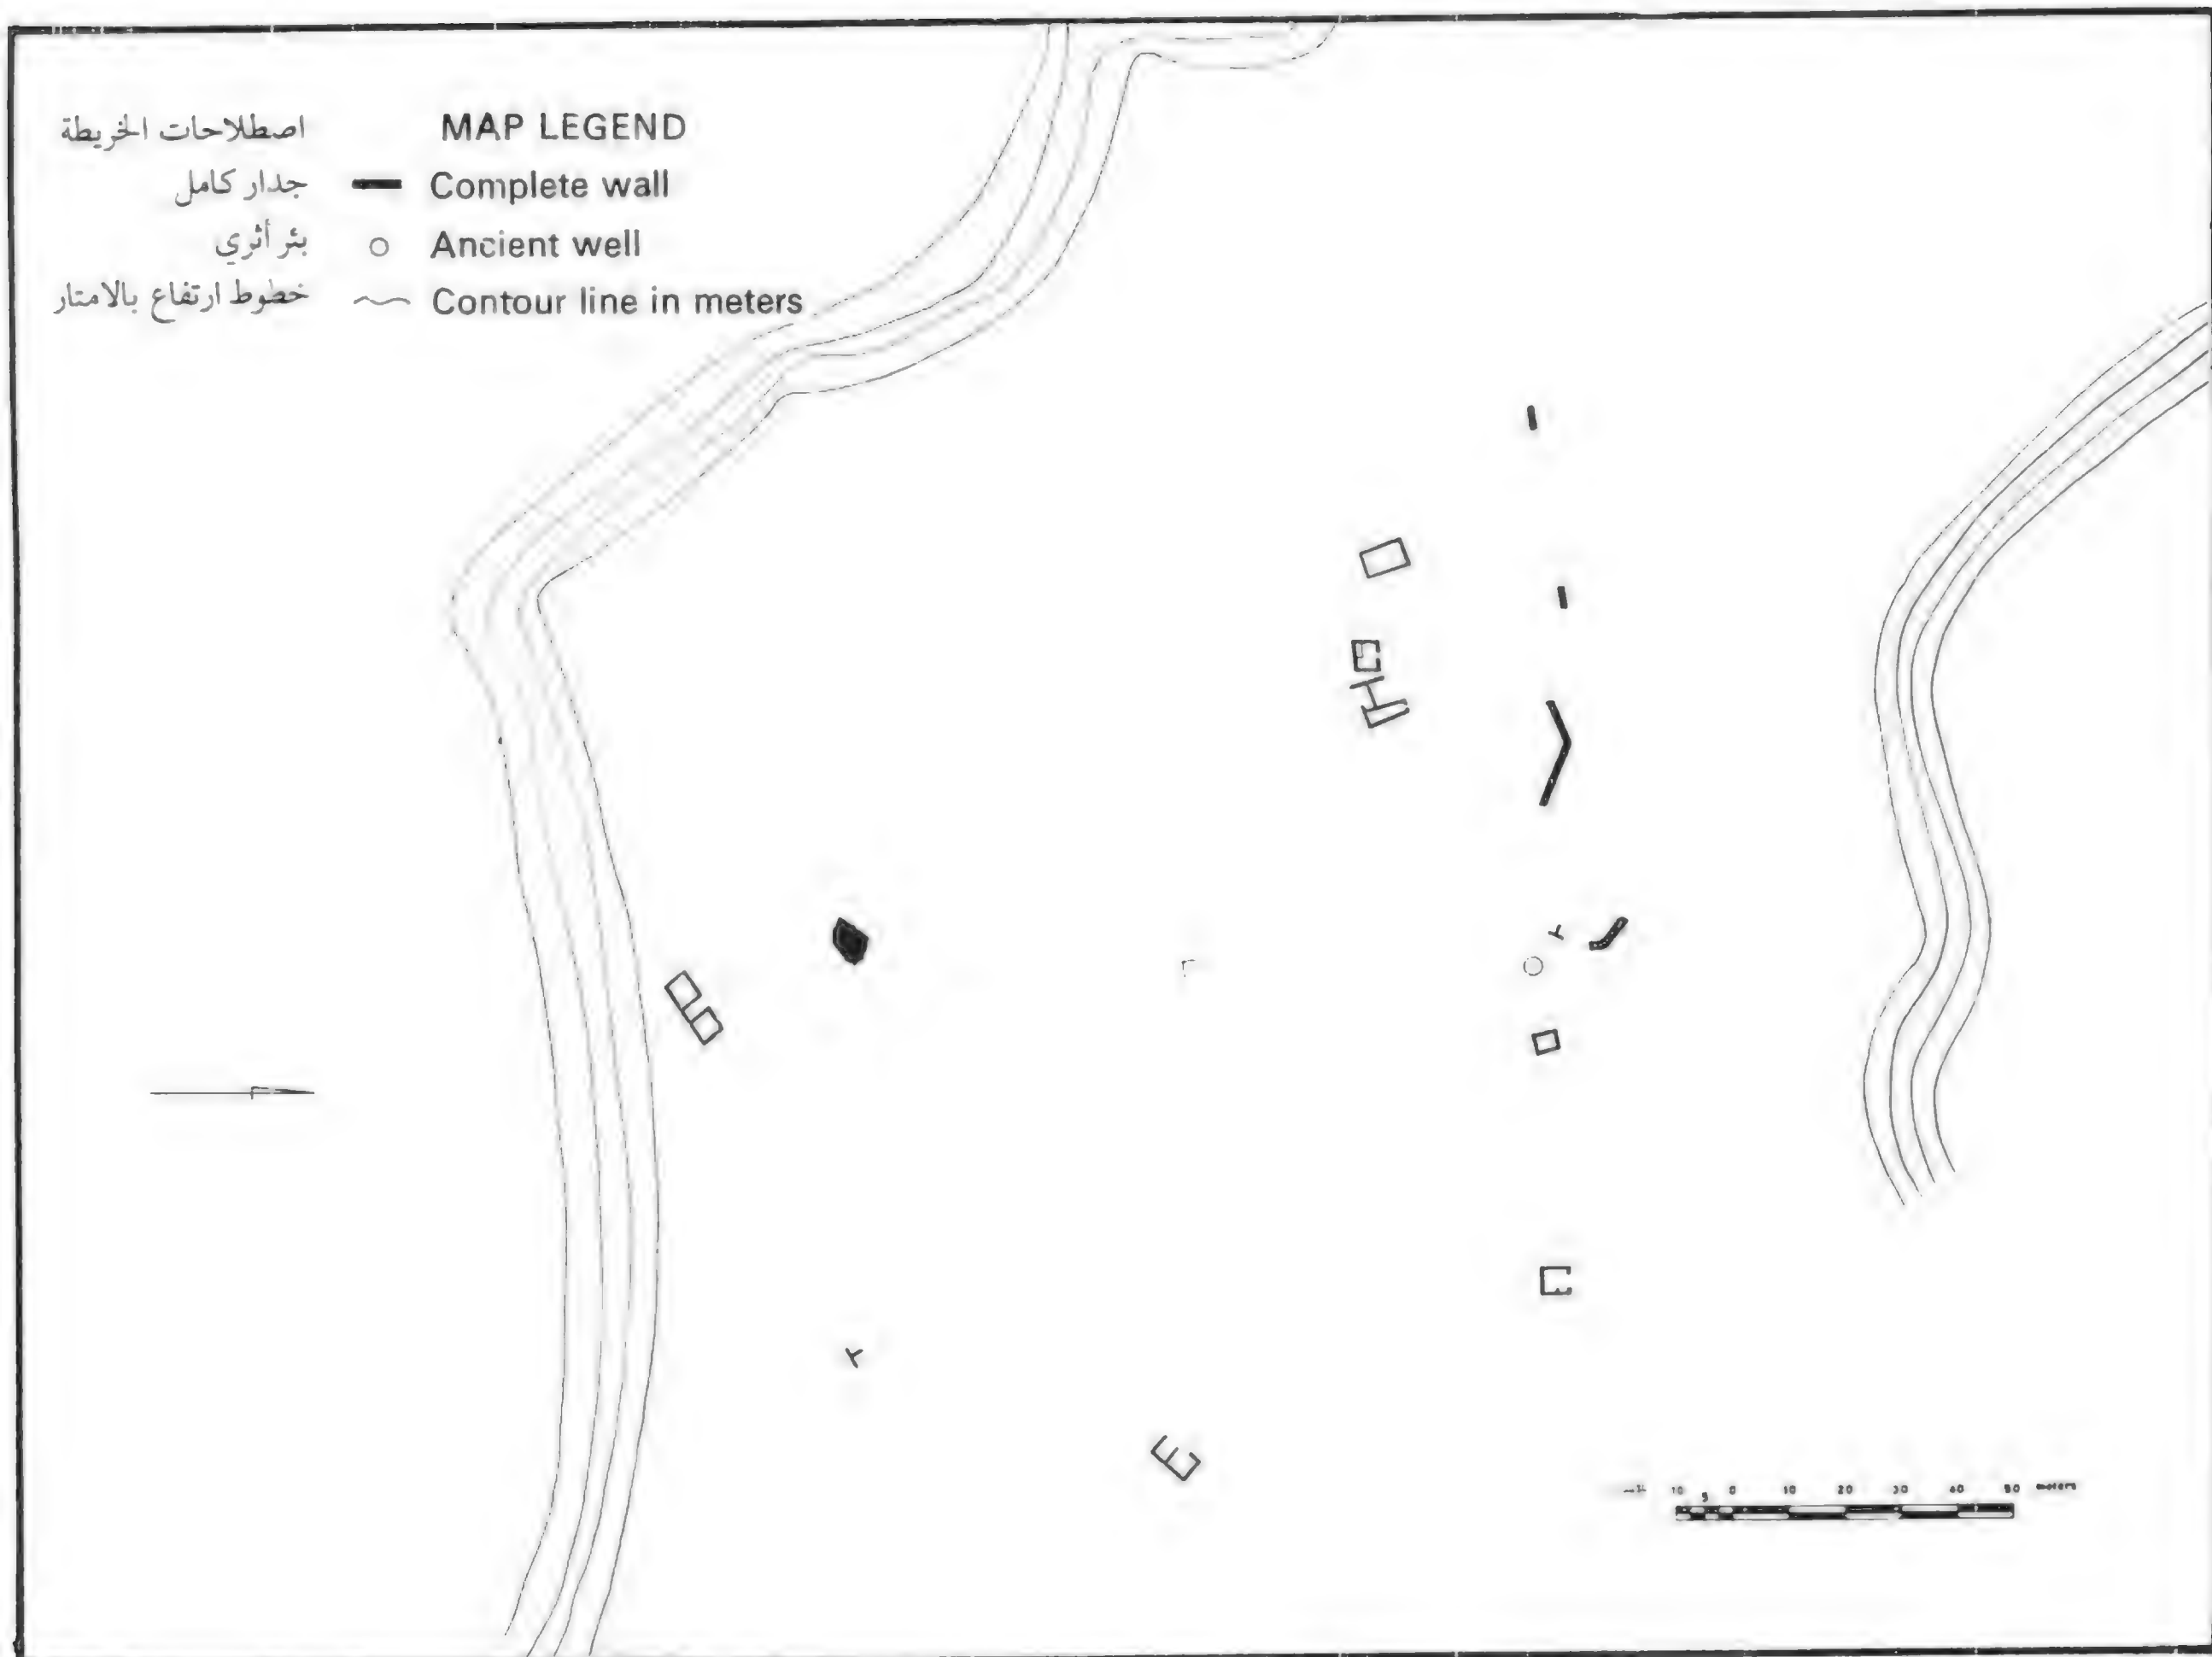 اصطلاحات الخريطة MAP LEGEND
جدار كامل Complete wall
بئر أثري Ancient well
خطوط ارتفاع بالامتار Contour line in meters
10 5 0 10 20 30 40 50 meters